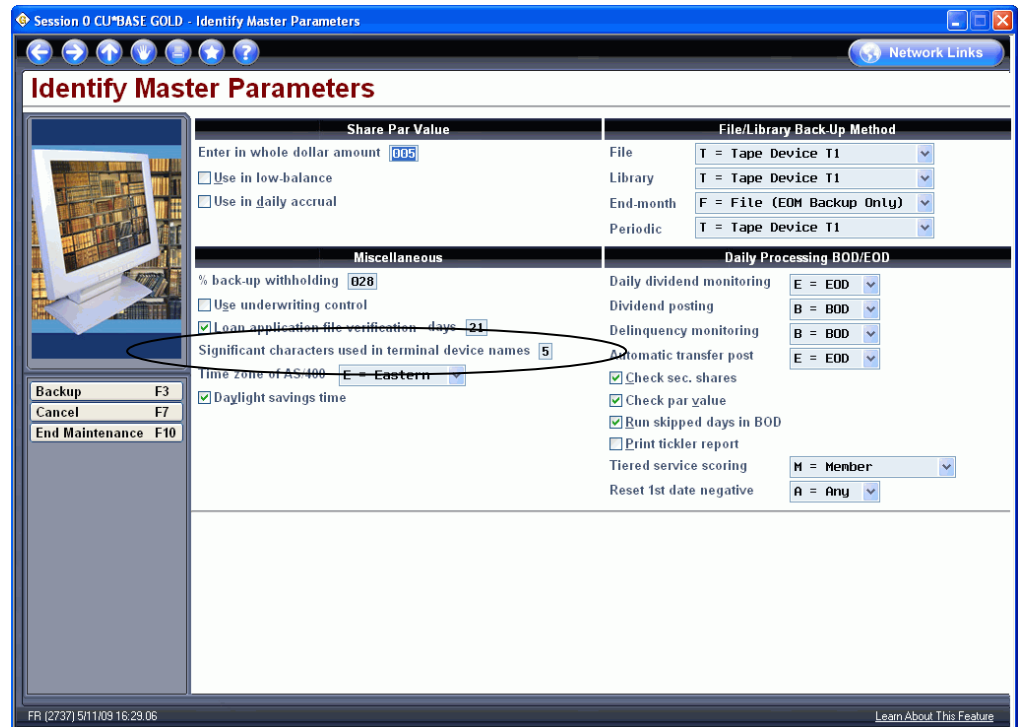 Session 0 CU*BASE GOLD - Identify Master Parameters
Network Links
Identify Master Parameters
Share Par Value
Enter in whole dollar amount 005
Use in low-balance
Use in daily accrual
File/Library Back-Up Method
File T = Tape Device T1
Library T = Tape Device T1
End-month F = File (EOM Backup Only)
Periodic T = Tape Device T1
Miscellaneous
% back-up withholding 028
Use underwriting control
Loan application file verification days 21
Significant characters used in terminal device names 5
Time zone of AS/400 E = Eastern
Daylight savings time
Daily Processing BOD/EOD
Daily dividend monitoring E = EOD
Dividend posting B = BOD
Delinquency monitoring B = BOD
Automatic transfer post E = EOD
Check sec. shares
Check par value
Run skipped days in BOD
Print tickler report
Tiered service scoring M = Member
Reset 1st date negative A = Any
Backup F3
Cancel F7
End Maintenance F10
FR (2737) 5/11/09 16:29.06
Learn About This Feature